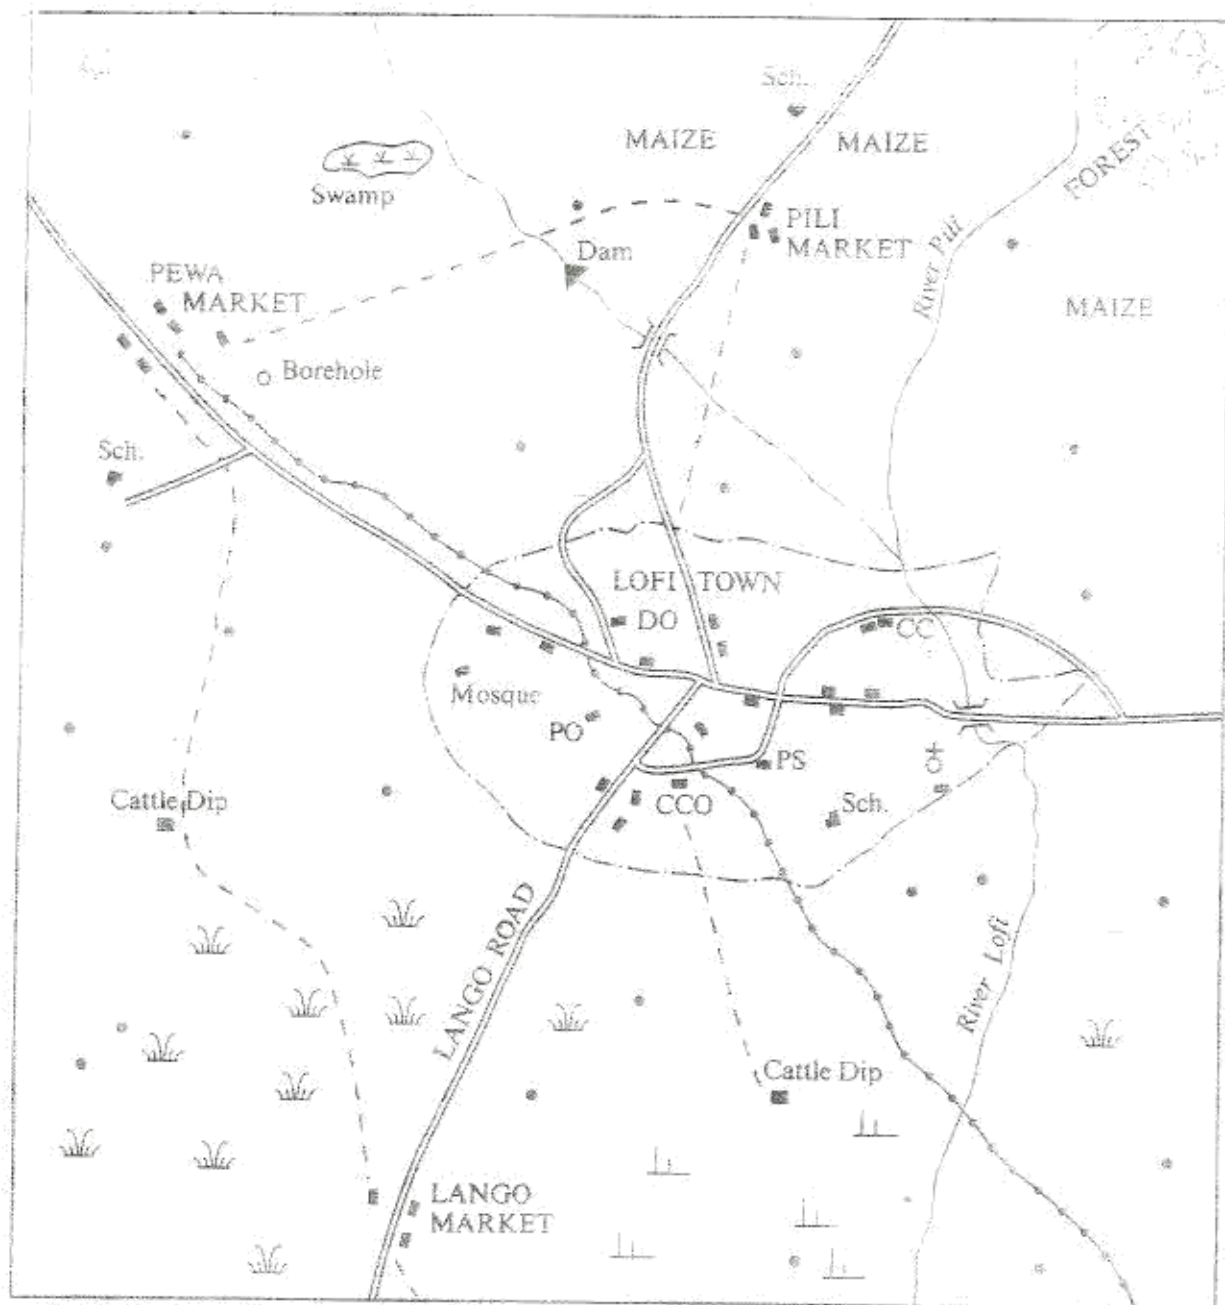 Sch.
MAIZE
MAIZE
FOREST
Swamp
PILI
MARKET
River Pili
Dam
PEWA
MARKET
MAIZE
Borehole
Sch.
LOFI TOWN
DO
CC
Mosque
PO
PS
Cattle Dip
CCO
Sch.
LANGO ROAD
River Lofi
Cattle Dip
LANGO
MARKET